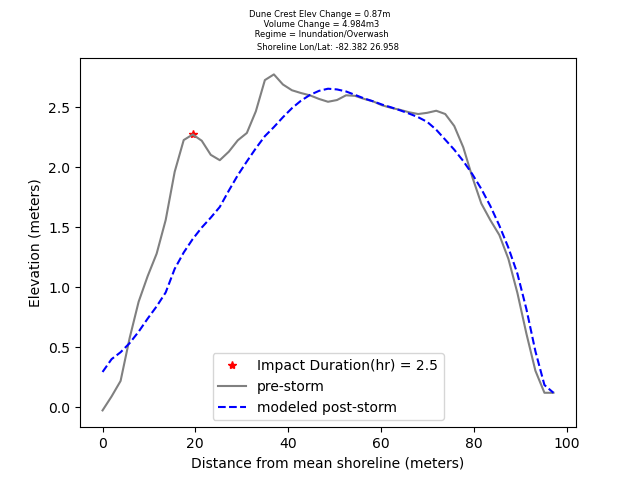 Dune Crest Elev Change = 0.87m
Volume Change = 4.984m3
Regime = Inundation/Overwash
Shoreline Lon/Lat: -82.382 26.958
Elevation (meters)
2.5
2.0
1.5
1.0
0.5
0.0
Impact Duration(hr) = 2.5
pre-storm
modeled post-storm
0 20 40 60 80 100
Distance from mean shoreline (meters)